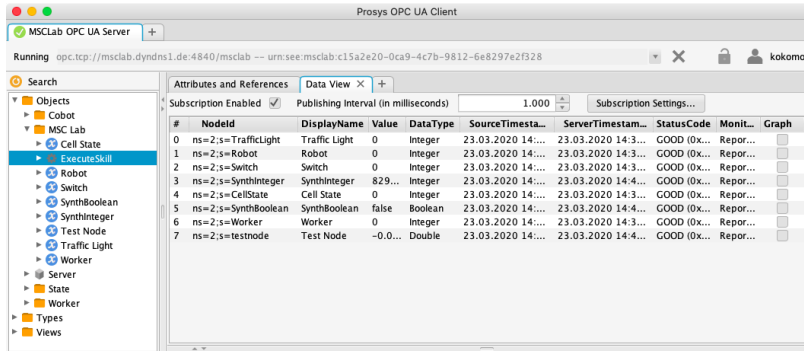 Prosys OPC UA Client
MSCLab OPC UA Server +
Running opc.tcp://msclab.dyndns1.de:4840/msclab -- urn:see:msclab:c15a2e20-0ca9-4c7b-9812-6e8297e2f328 kokomo
Search
Objects
Cobot
MSC Lab
Cell State
ExecuteSkill
Robot
Switch
SynthBoolean
SynthInteger
Test Node
Traffic Light
Worker
Server
State
Worker
Types
Views
Attributes and References Data View × +
Subscription Enabled Publishing Interval (in milliseconds) 1.000 Subscription Settings...
# NodeId DisplayName Value DataType SourceTimesta... ServerTimestam... StatusCode Monit... Graph
0 ns=2;s=TrafficLight Traffic Light 0 Integer 23.03.2020 14:... 23.03.2020 14:3... GOOD (0x... Repor...
1 ns=2;s=Robot Robot 0 Integer 23.03.2020 14:... 23.03.2020 14:3... GOOD (0x... Repor...
2 ns=2;s=Switch Switch 0 Integer 23.03.2020 14:... 23.03.2020 14:3... GOOD (0x... Repor...
3 ns=2;s=SynthInteger SynthInteger 829... Integer 23.03.2020 14:... 23.03.2020 14:4... GOOD (0x... Repor...
4 ns=2;s=CellState Cell State 0 Integer 23.03.2020 14:... 23.03.2020 14:3... GOOD (0x... Repor...
5 ns=2;s=SynthBoolean SynthBoolean false Boolean 23.03.2020 14:... 23.03.2020 14:4... GOOD (0x... Repor...
6 ns=2;s=Worker Worker 0 Integer 23.03.2020 14:... 23.03.2020 14:3... GOOD (0x... Repor...
7 ns=2;s=testnode Test Node -0.0... Double 23.03.2020 14:... 23.03.2020 14:4... GOOD (0x... Repor...